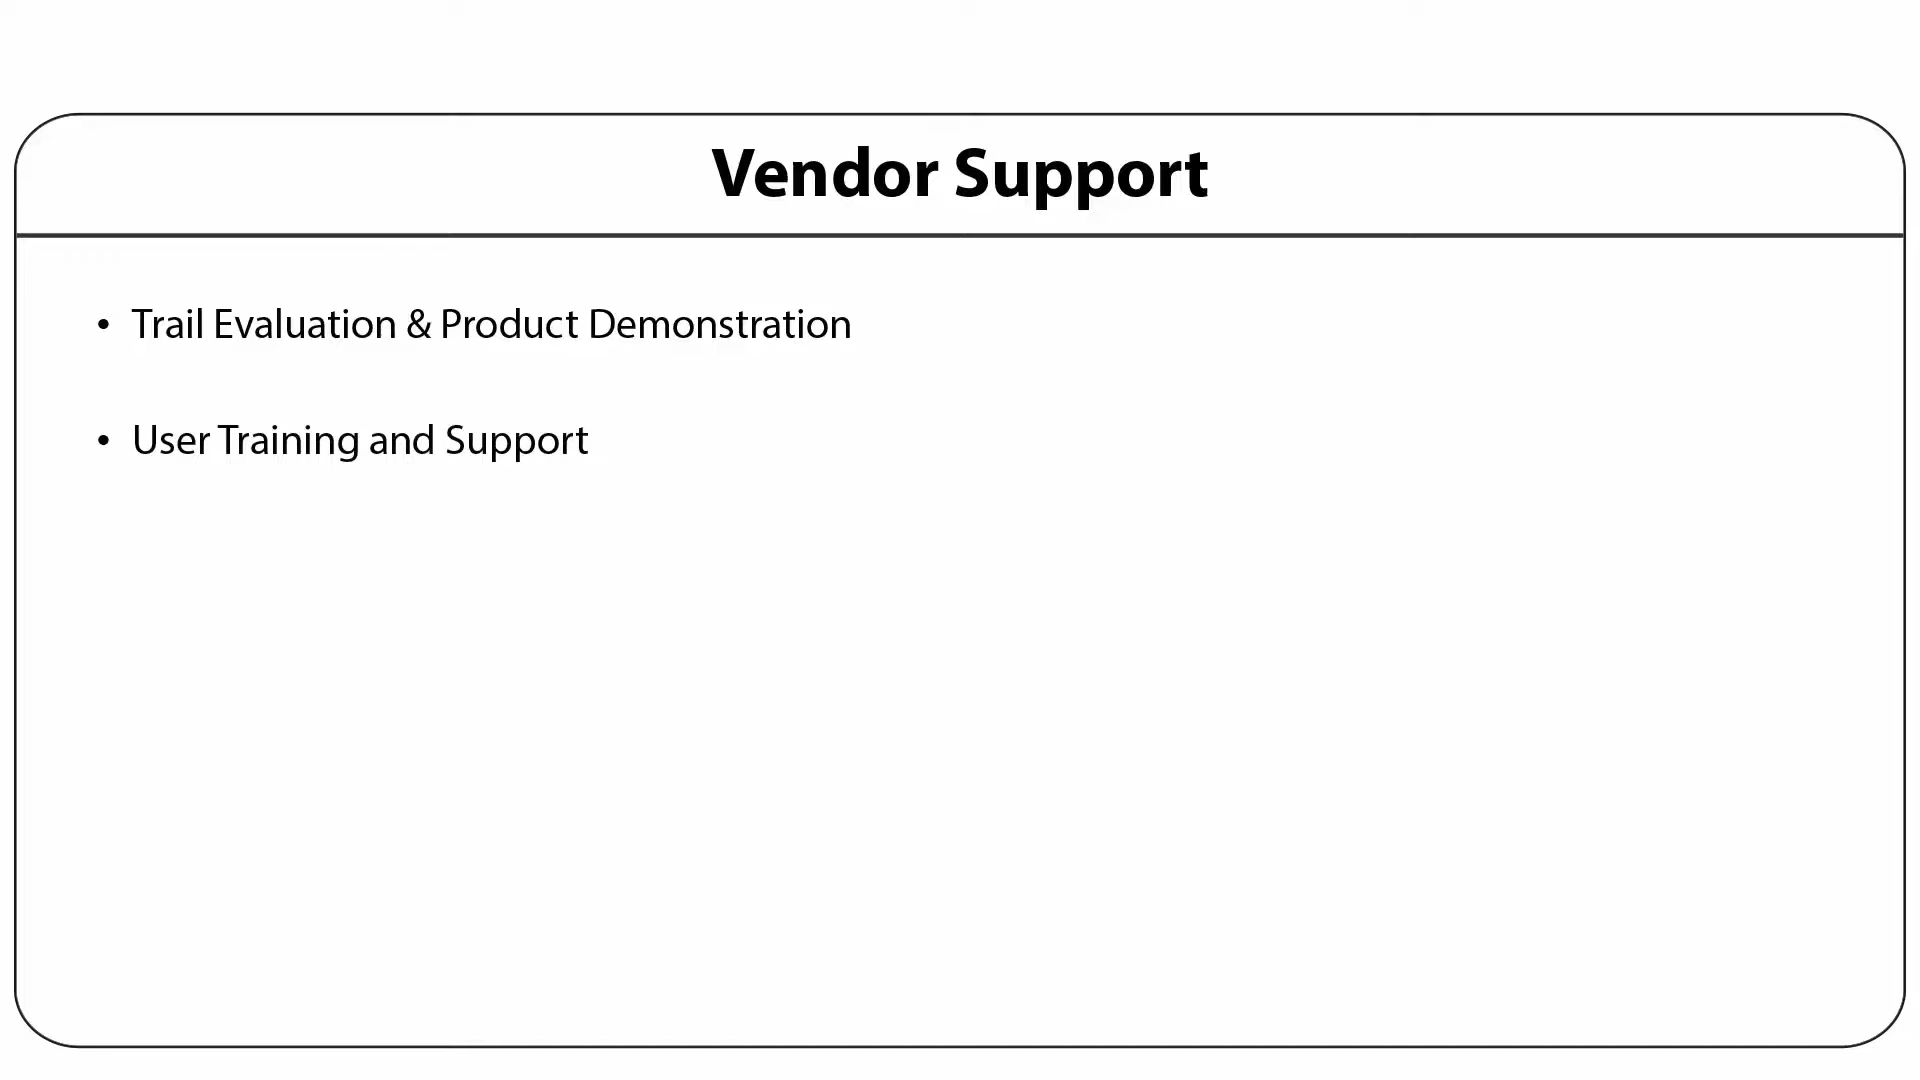 Vendor Support
• Trail Evaluation & Product Demonstration
• User Training and Support